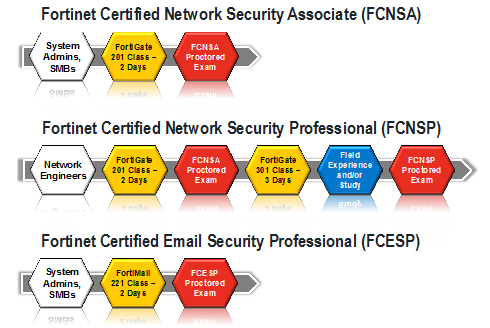 Fortinet Certified Network Security Associate (FCNSA)
System
Admins,
SMBs
FortiGate
201 Class –
2 Days
FCNSA
Proctored
Exam
Fortinet Certified Network Security Professional (FCNSP)
Network
Engineers
FortiGate
201 Class –
2 Days
FCNSA
Proctored
Exam
FortiGate
301 Class –
3 Days
Field
Experience
and/or
Study
FCNSP
Proctored
Exam
Fortinet Certified Email Security Professional (FCESP)
System
Admins,
SMBs
FortiMail
221 Class –
2 Days
FCESP
Proctored
Exam